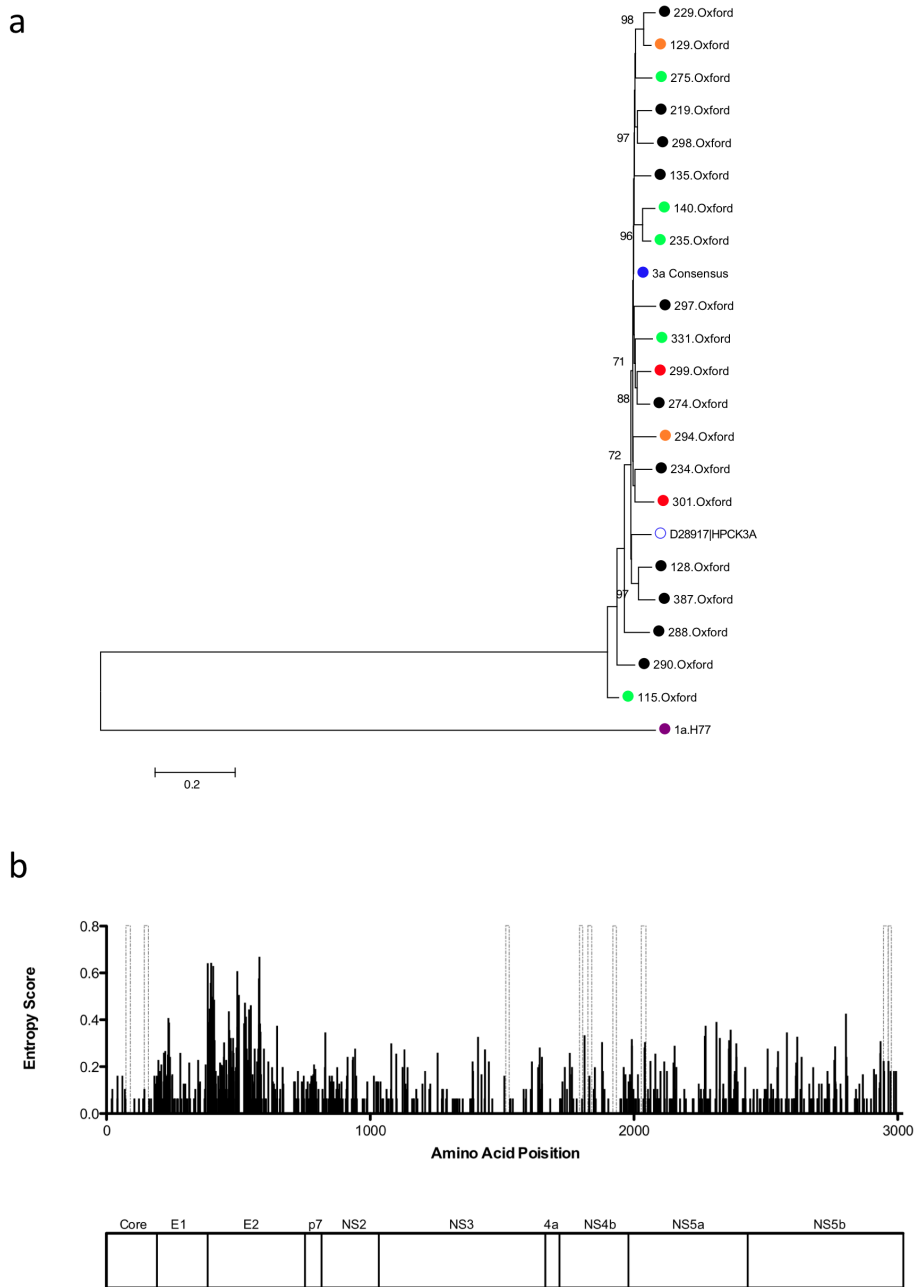 a
98
229.Oxford
129.Oxford
275.Oxford
219.Oxford
97
298.Oxford
135.Oxford
140.Oxford
96
235.Oxford
3a Consensus
297.Oxford
331.Oxford
71
299.Oxford
88
274.Oxford
294.Oxford
72
234.Oxford
301.Oxford
D28917|HPCK3A
128.Oxford
97
387.Oxford
288.Oxford
290.Oxford
115.Oxford
1a.H77
0.2
b
0.8
0.6
0.4
0.2
0.0
Entropy Score
0 1000 2000 3000
Amino Acid Poisition
Core E1 E2 p7 NS2 NS3 4a NS4b NS5a NS5b